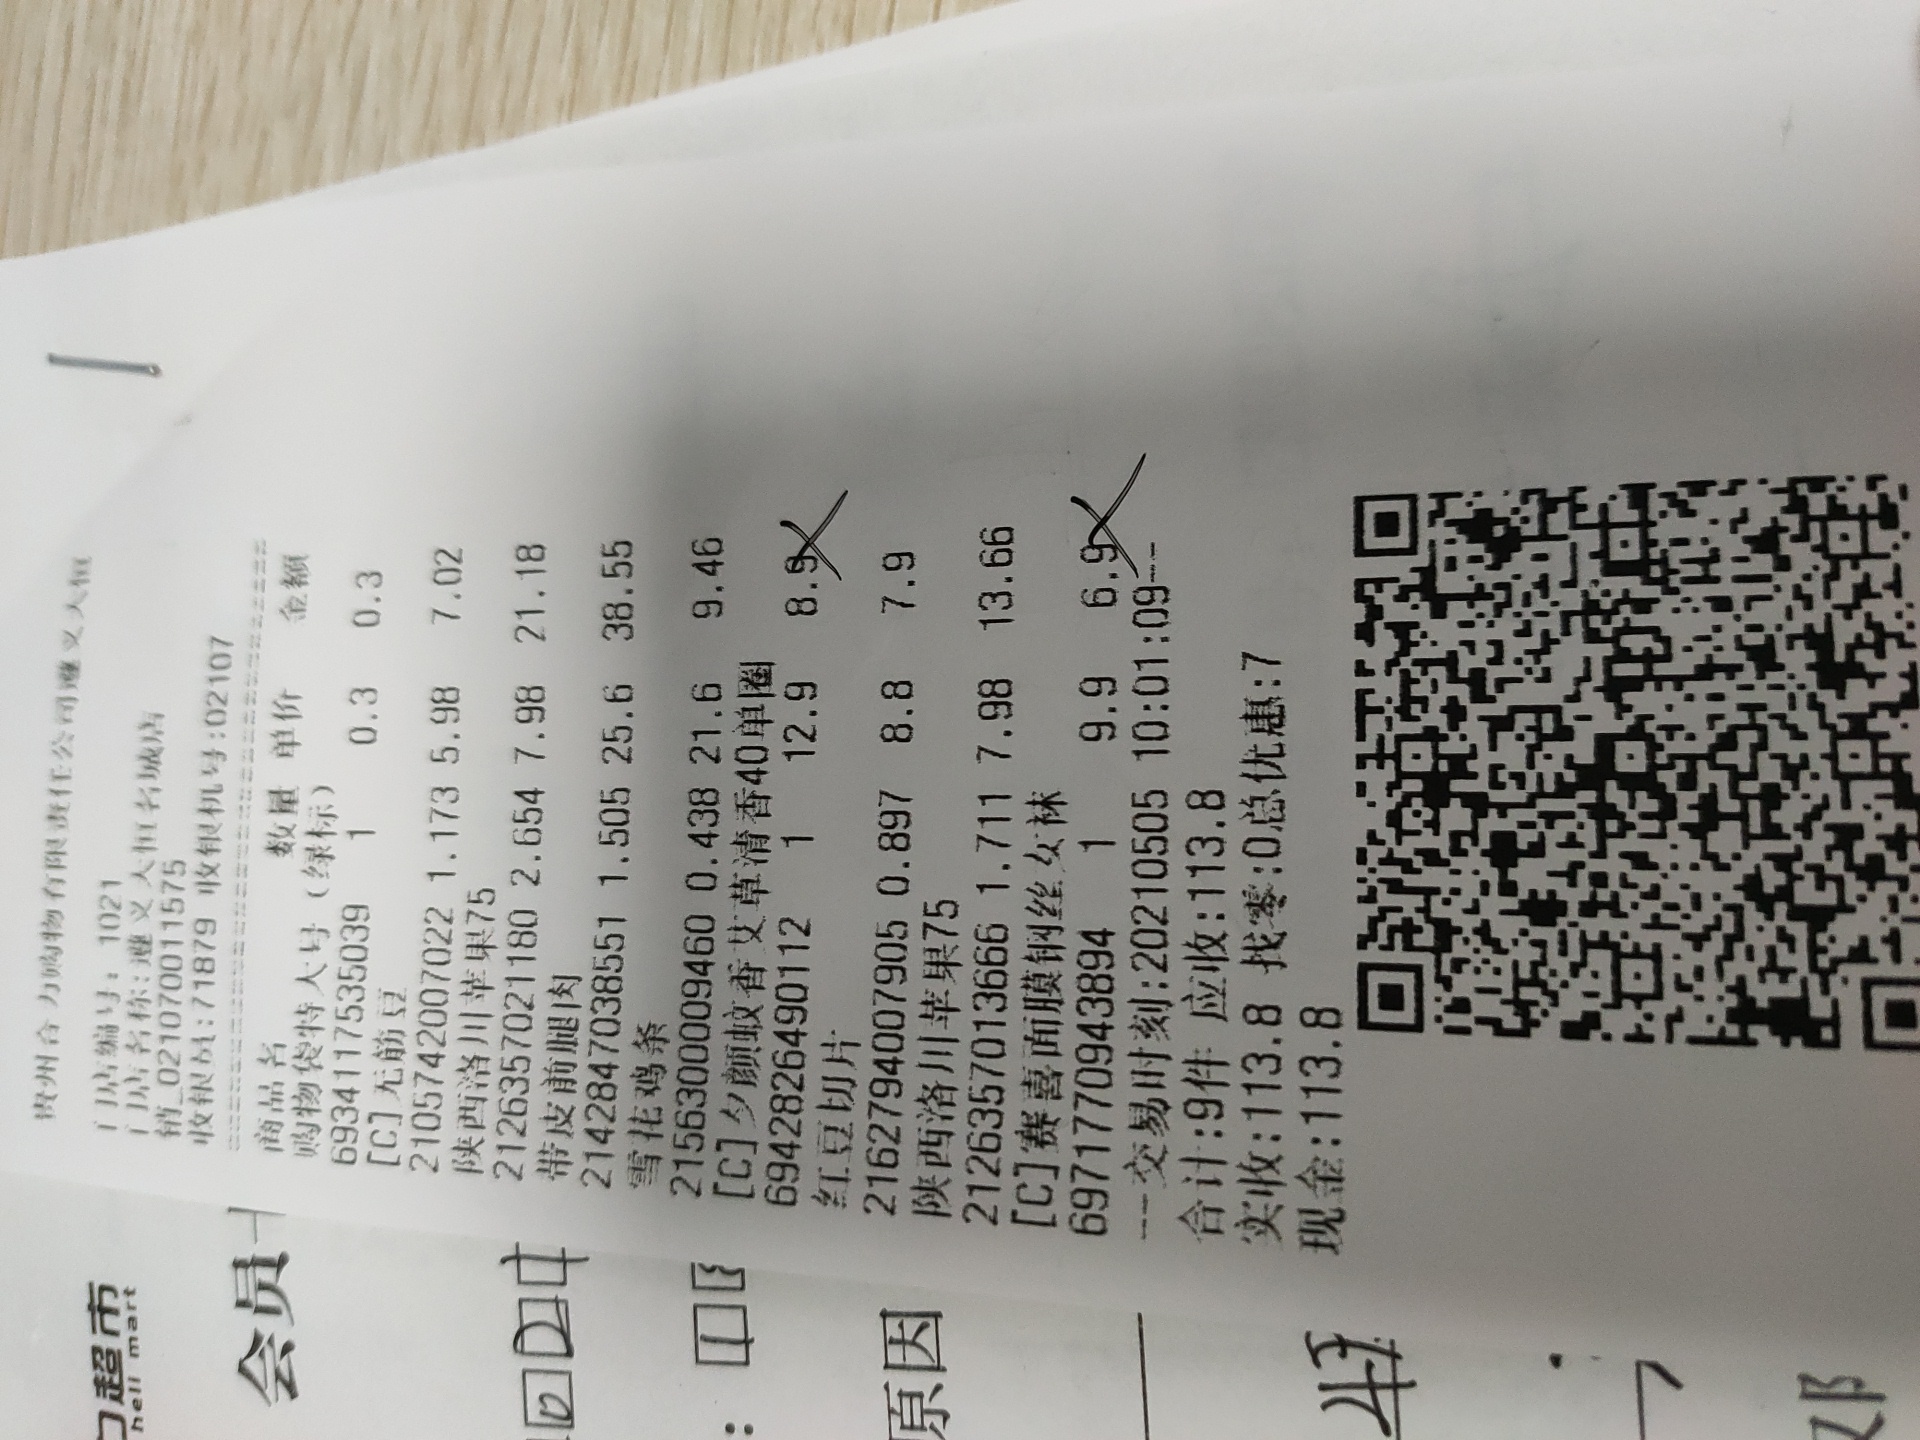 贵州合力购物有限责任公司遵义大恒
门店编号: 1021
门店名称:遵义大恒名城店
销_0210700011575
收银员:71879 收银机号:02107
商品名 数量 单价 金额
购物袋特大号(绿标)
6934117535039 1 0.3 0.3
[C]无筋豆
2105742007022 1.173 5.98 7.02
陕西洛川苹果75
2126357021180 2.654 7.98 21.18
带皮前腿肉
2142847038551 1.505 25.6 38.55
雪花鸡条
2156300009460 0.438 21.6 9.46
[C]夕颜蚊香艾草清香40单圈
6942826490112 1 12.9 8.9
红豆切片
2162794007905 0.897 8.8 7.9
陕西洛川苹果75
2126357013666 1.711 7.98 13.66
[C]赛喜面膜钢丝女袜
6971770943894 1 9.9 6.9
---交易时刻:20210505 10:01:09---
合计:9件 应收:113.8
实收:113.8 找零:0总优惠:7
现金:113.8
超市
hell mart
会员
原因